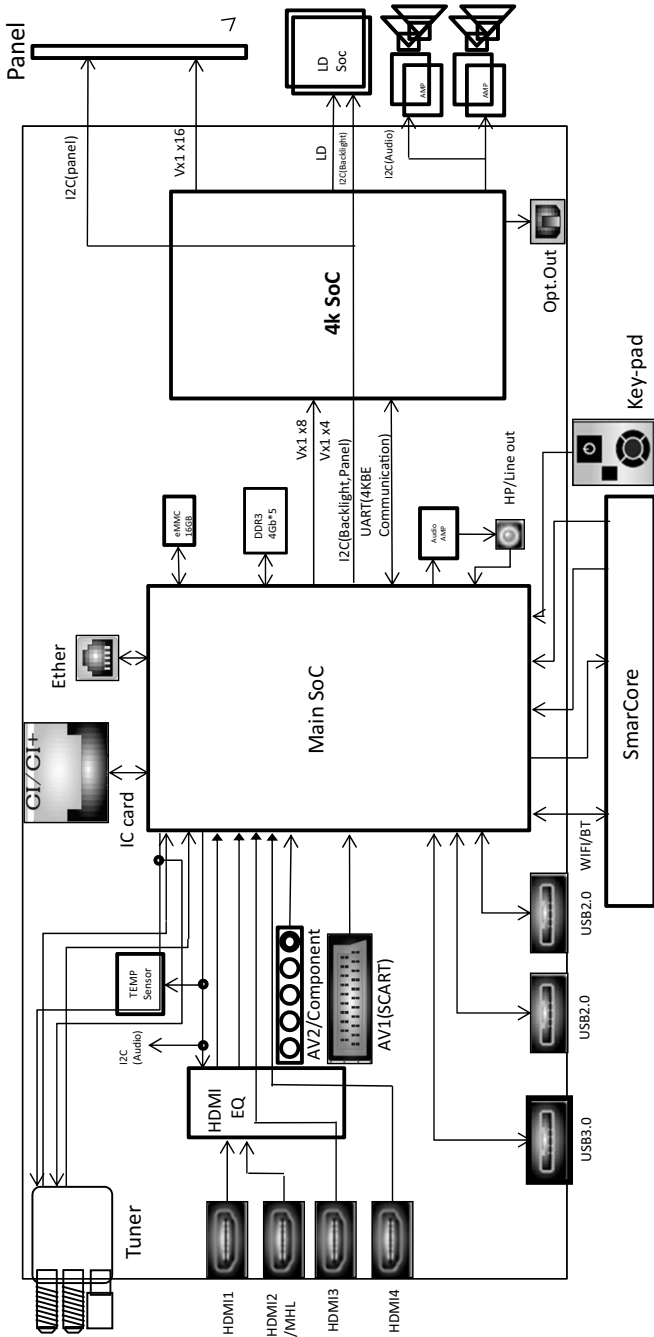 Panel
I2C(panel)
Vx1 x16
LD
Soc
LD
I2C(Backlight)
AMP
AMP
I2C(Audio)
4k SoC
Opt.Out
Vx1 x8
Vx1 x4
I2C(Backlight,Panel)
UART(4KBE
Communication)
HP/Line out
Key-pad
eMMC
16GB
DDR3
4Gb*5
Audio
AMP
Ether
CI/CI+
IC card
Main SoC
SmarCore
WIFI/BT
TEMP
Sensor
I2C
(Audio)
HDMI
EQ
AV2/Component
AV1(SCART)
USB2.0
USB2.0
USB3.0
Tuner
HDMI1
HDMI2
/MHL
HDMI3
HDMI4